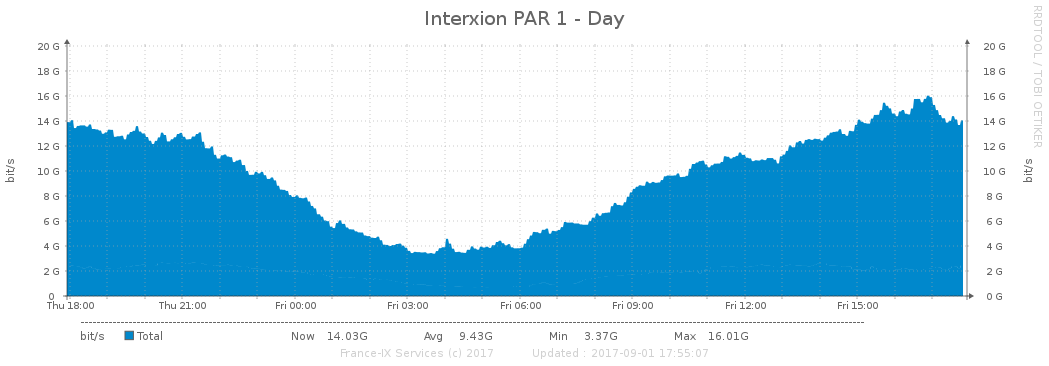 Interxion PAR 1 - Day
RRDTOOL / TOBI OETIKER
20 G 20 G
18 G 18 G
16 G 16 G
14 G 14 G
12 G 12 G
10 G 10 G
8 G 8 G
6 G 6 G
4 G 4 G
2 G 2 G
0 0 G
bit/s
bit/s
Thu 18:00 Thu 21:00 Fri 00:00 Fri 03:00 Fri 06:00 Fri 09:00 Fri 12:00 Fri 15:00
bit/s Total Now 14.03G Avg 9.43G Min 3.37G Max 16.01G
France-IX Services (c) 2017 Updated : 2017-09-01 17:55:07